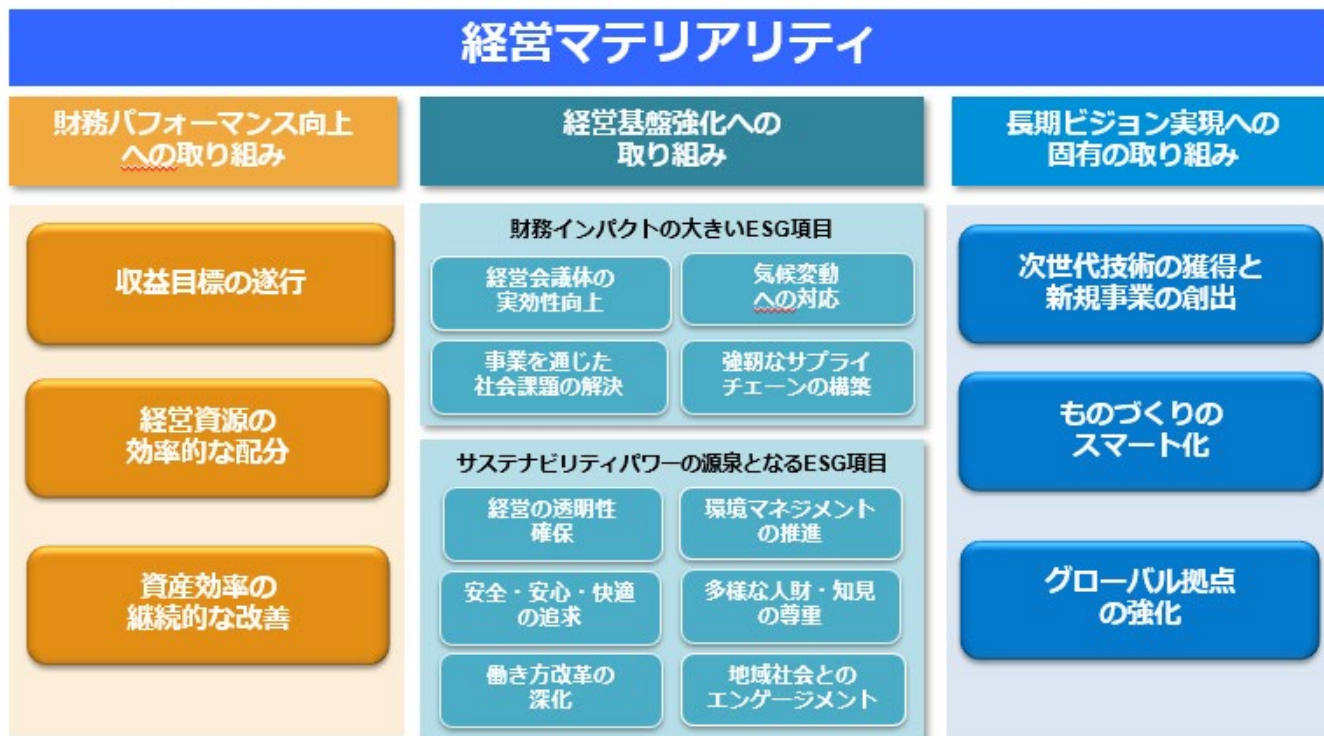 経営マテリアリティ
財務パフォーマンス向上
への取り組み
収益目標の遂行
経営資源の
効率的な配分
資産効率の
継続的な改善
経営基盤強化への
取り組み
財務インパクトの大きいESG項目
経営会議体の
実効性向上
気候変動
への対応
事業を通じた
社会課題の解決
強靭なサプライ
チェーンの構築
サステナビリティパワーの源泉となるESG項目
経営の透明性
確保
環境マネジメント
の推進
安全・安心・快適
の追求
多様な人財・知見
の尊重
働き方改革の
深化
地域社会との
エンゲージメント
長期ビジョン実現への
固有の取り組み
次世代技術の獲得と
新規事業の創出
ものづくりの
スマート化
グローバル拠点
の強化